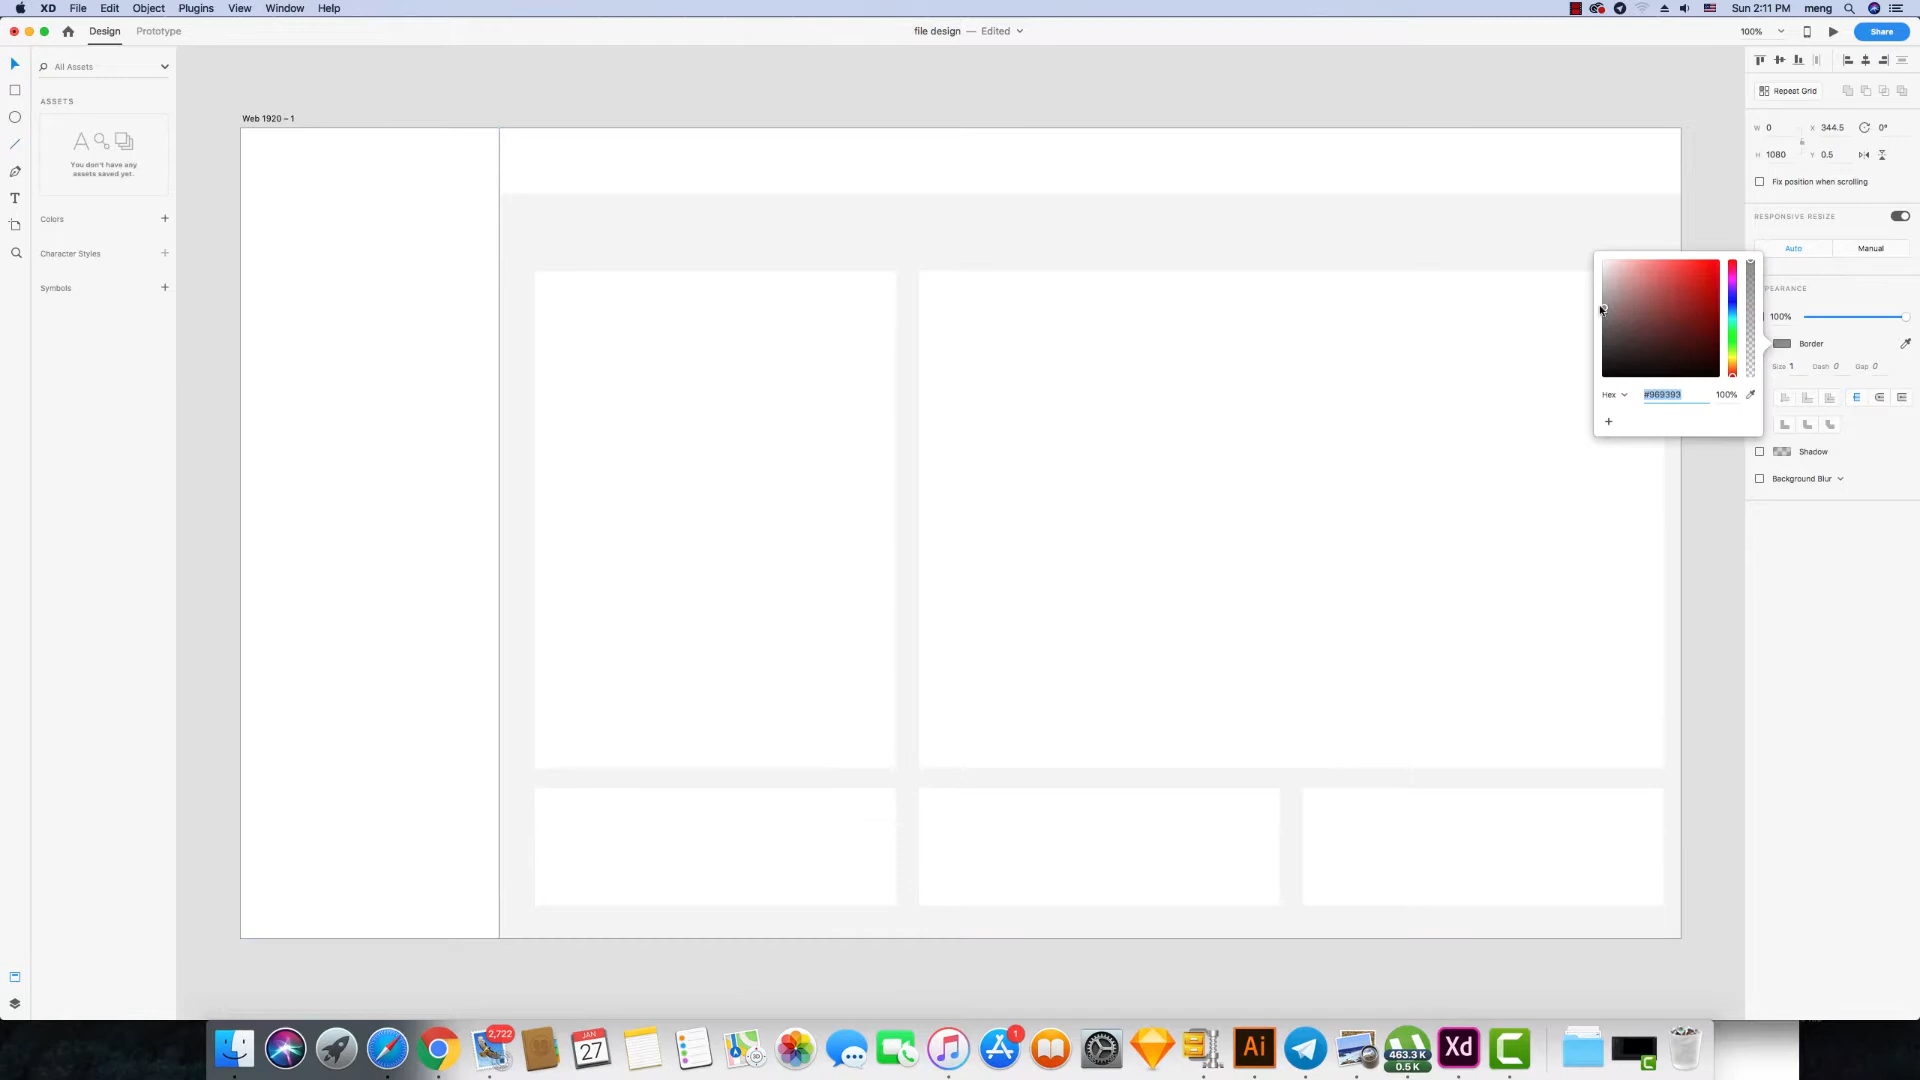 XD File Edit Object Plugins View Window Help
Sun 2:11 PM meng
Design Prototype
file design — Edited
100%
Share
All Assets
ASSETS
You don't have any
assets saved yet.
Colors
Character Styles
Symbols
Web 1920 – 1
Repeat Grid
W 0 X 344.5 0°
H 1080 Y 0.5
Fix position when scrolling
RESPONSIVE RESIZE
Auto Manual
PEARANCE
100%
Border
Size 1 Dash 0 Gap 0
Hex #969393 100%
Shadow
Background Blur
2,722
JAN
27
3D
1
Ai
463.3 K
0.5 K
Xd